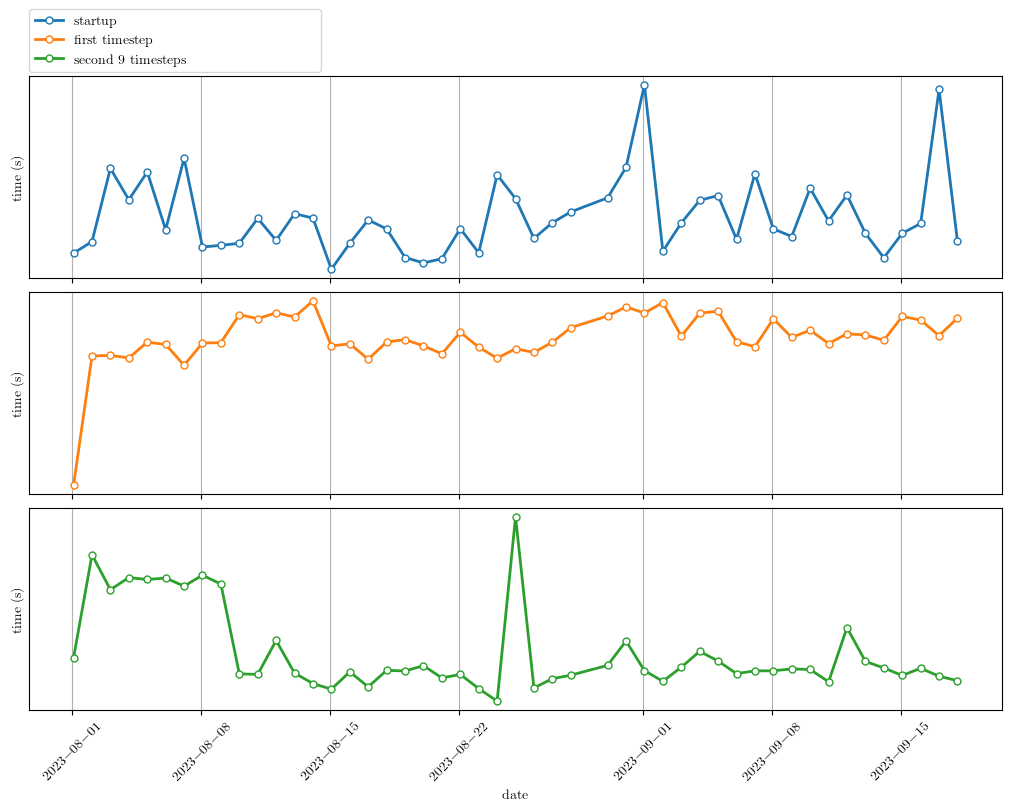 startup
first timestep
second 9 timesteps
time (s)
time (s)
time (s)
2023−08−01
2023−08−08
2023−08−15
2023−08−22
2023−09−01
2023−09−08
2023−09−15
date